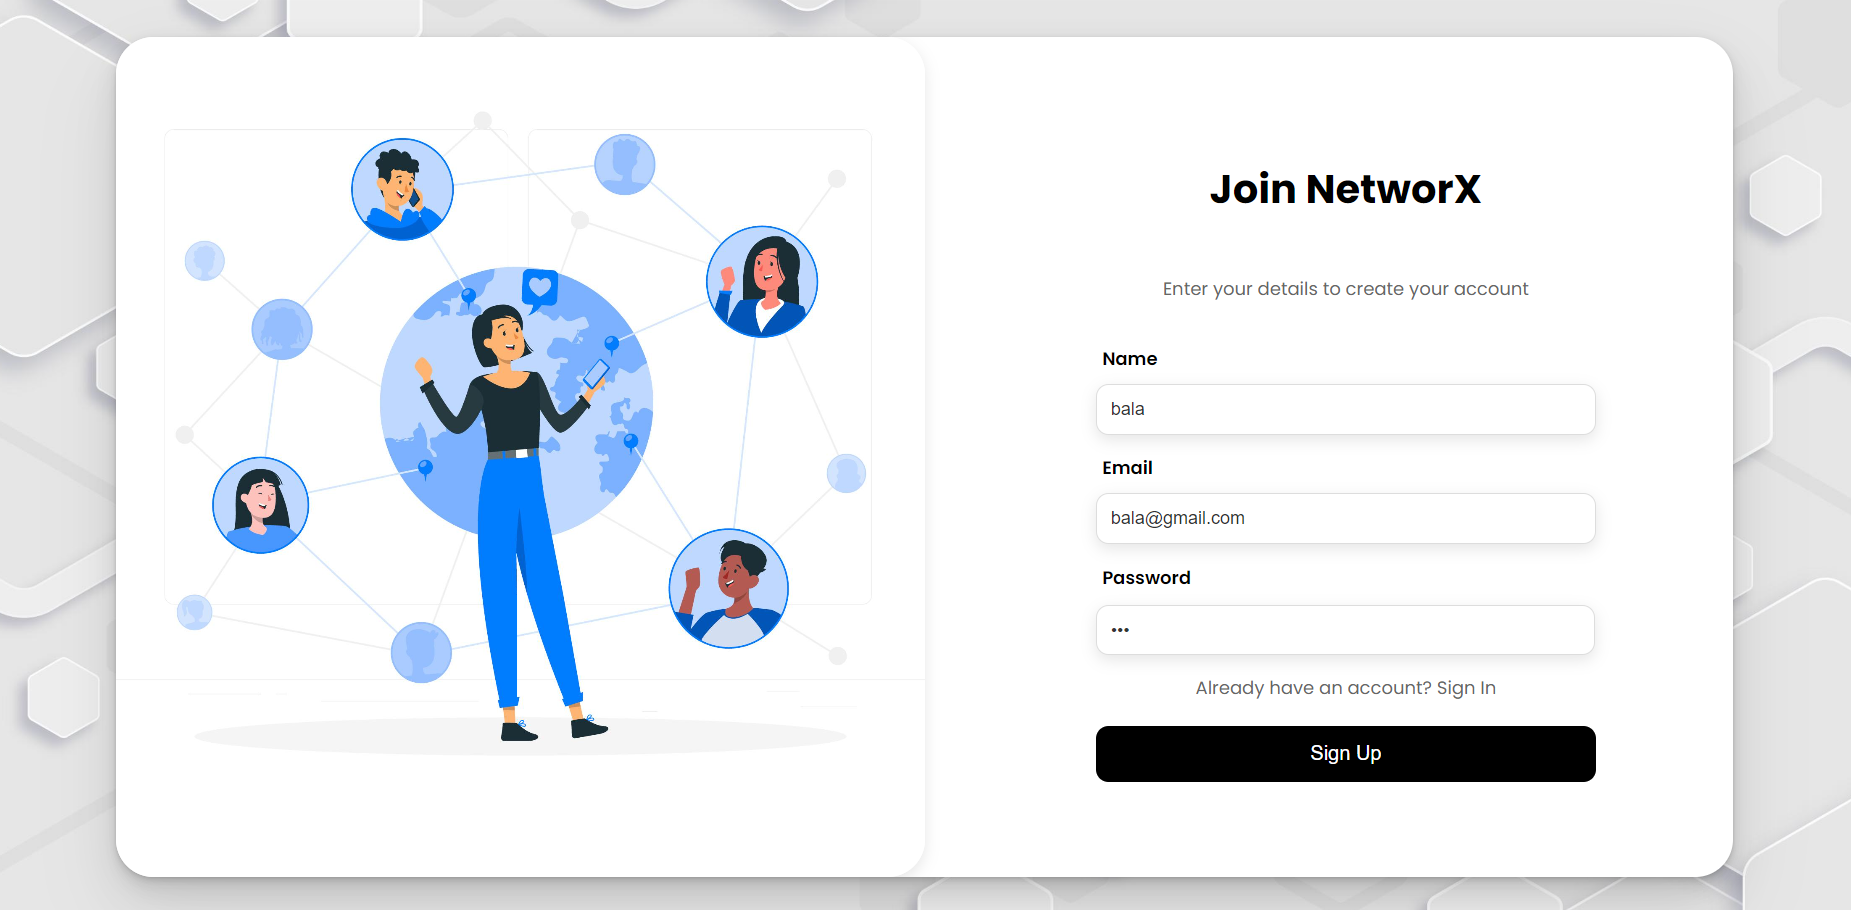 Join NetworX
Enter your details to create your account
Name
bala
Email
bala@gmail.com
Password
•••
Already have an account? Sign In
Sign Up